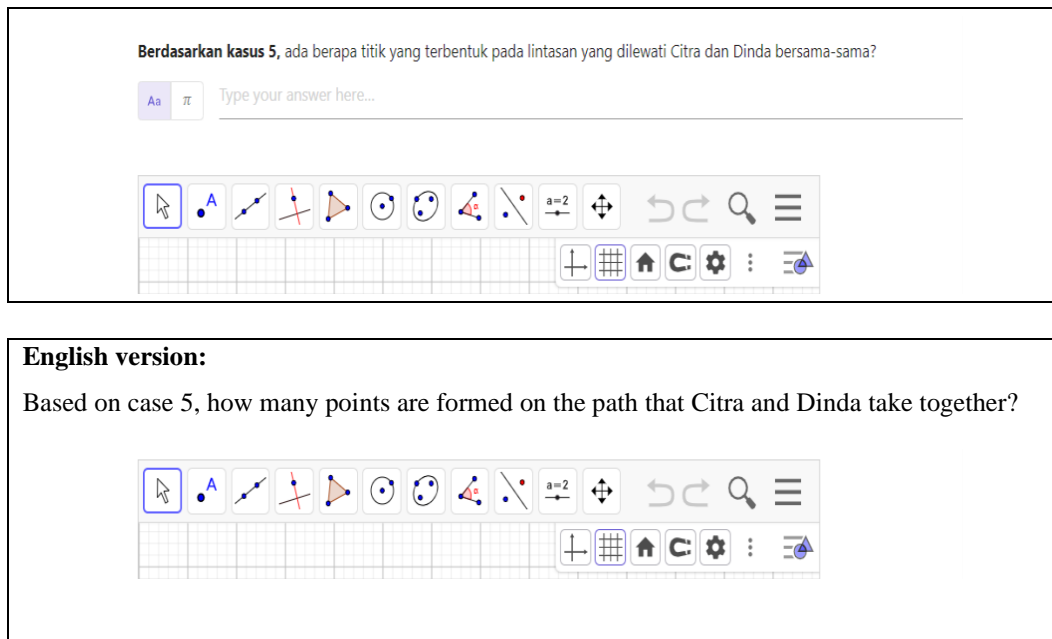 Berdasarkan kasus 5, ada berapa titik yang terbentuk pada lintasan yang dilewati Citra dan Dinda bersama-sama?
Aa π Type your answer here...
A α a=2
English version:
Based on case 5, how many points are formed on the path that Citra and Dinda take together?
A α a=2